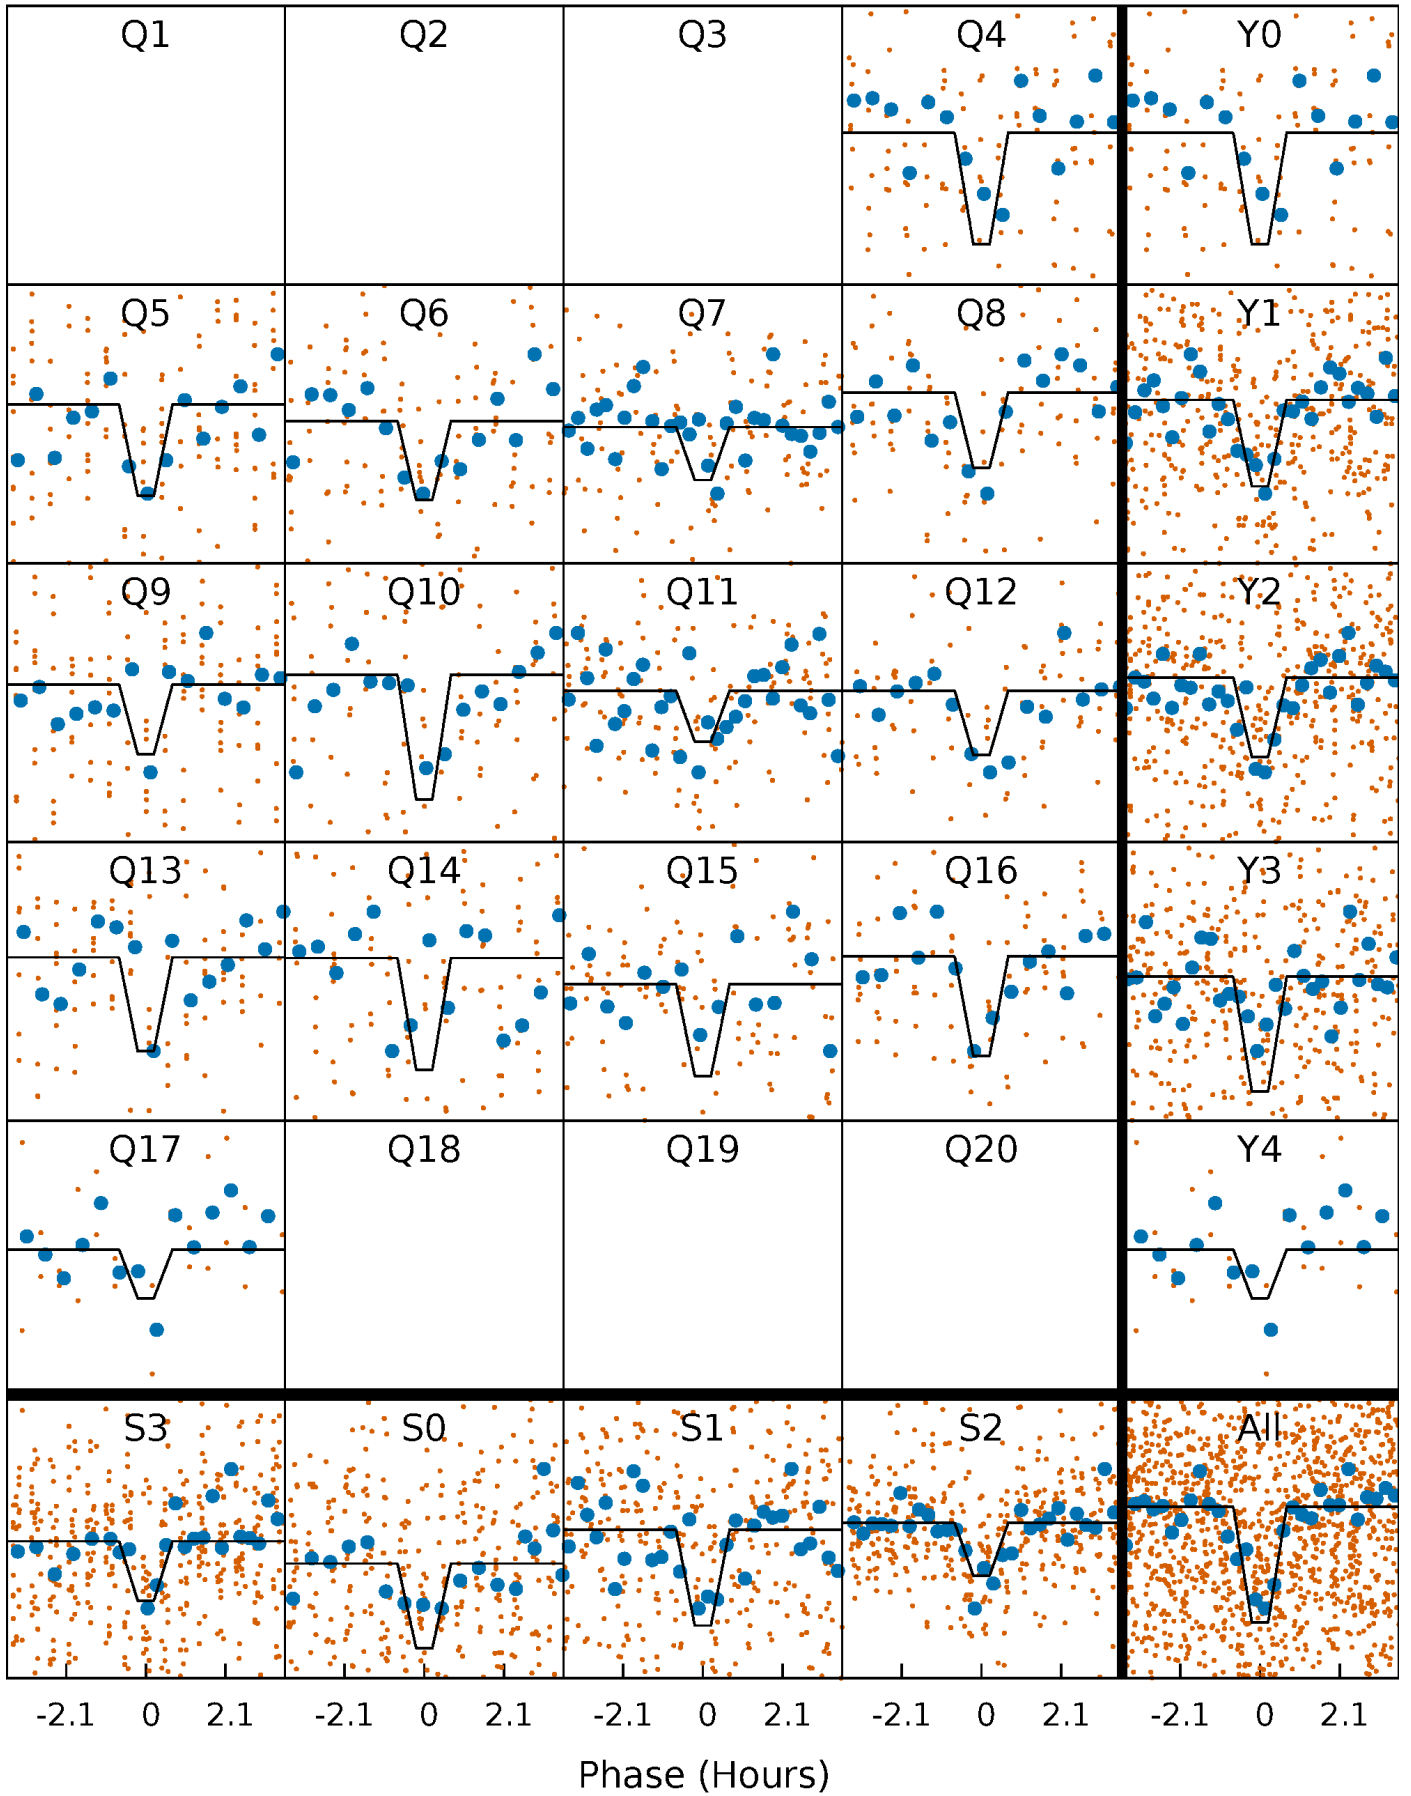 Q1 Q2 Q3 Q4 Y0
Q5 Q6 Q7 Q8 Y1
Q9 Q10 Q11 Q12 Y2
Q13 Q14 Q15 Q16 Y3
Q17 Q18 Q19 Q20 Y4
S3 S0 S1 S2 All
-2.1 0 2.1 -2.1 0 2.1 -2.1 0 2.1 -2.1 0 2.1 -2.1 0 2.1
Phase (Hours)